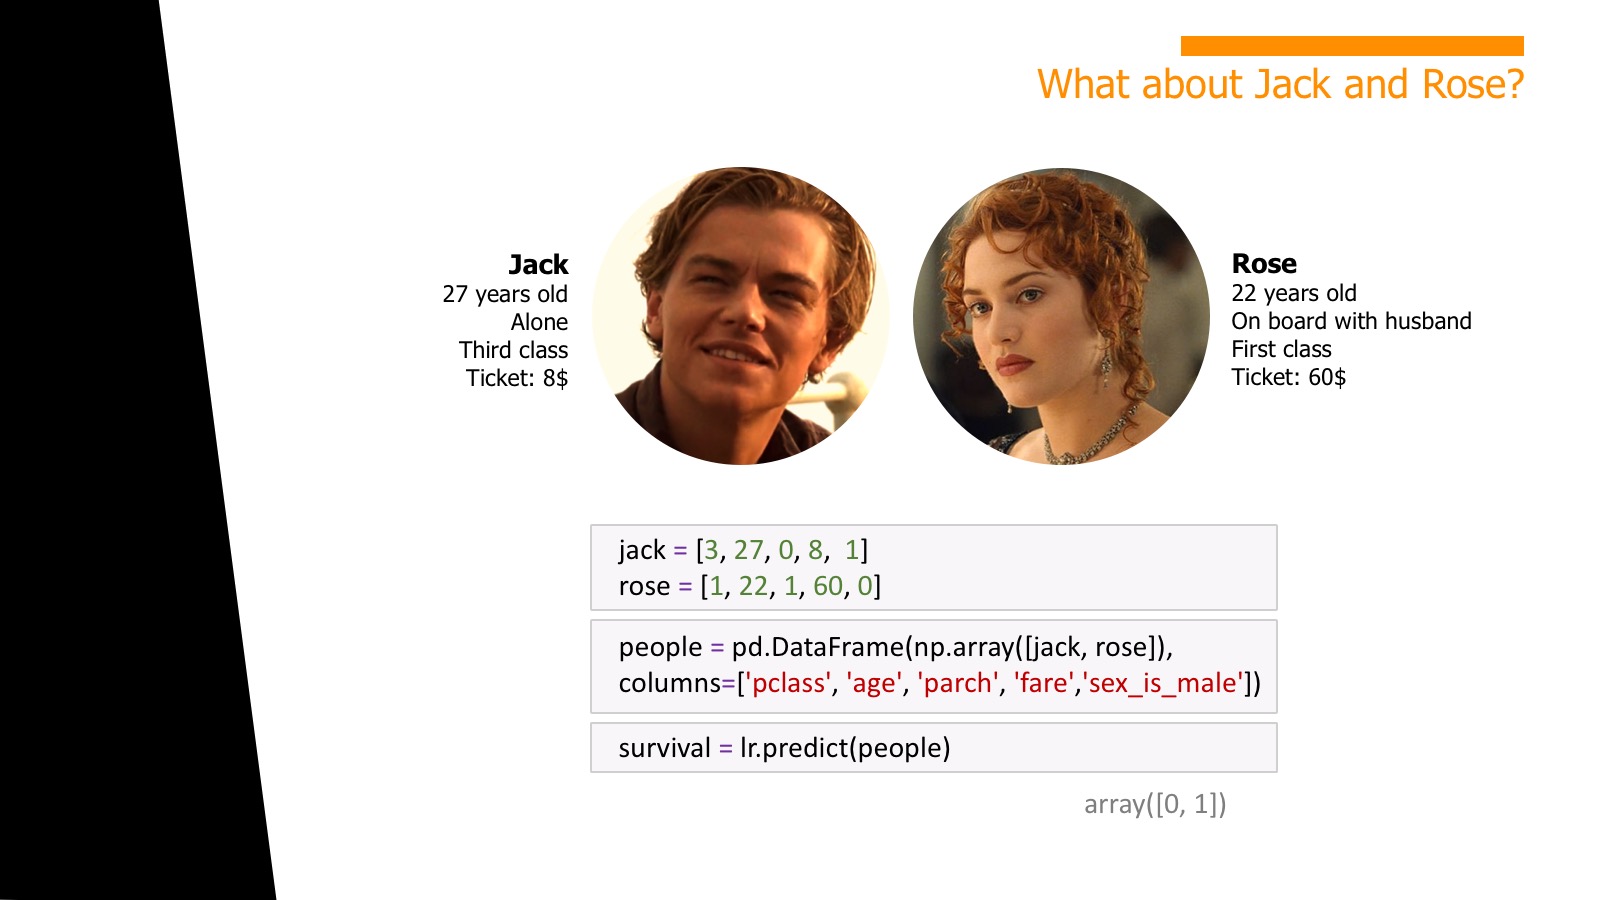 What about Jack and Rose?
Jack
27 years old
Alone
Third class
Ticket: 8$
Rose
22 years old
On board with husband
First class
Ticket: 60$
jack = [3, 27, 0, 8,  1]
rose = [1, 22, 1, 60, 0]
people = pd.DataFrame(np.array([jack, rose]),
columns=['pclass', 'age', 'parch', 'fare','sex_is_male'])
survival = lr.predict(people)
array([0, 1])